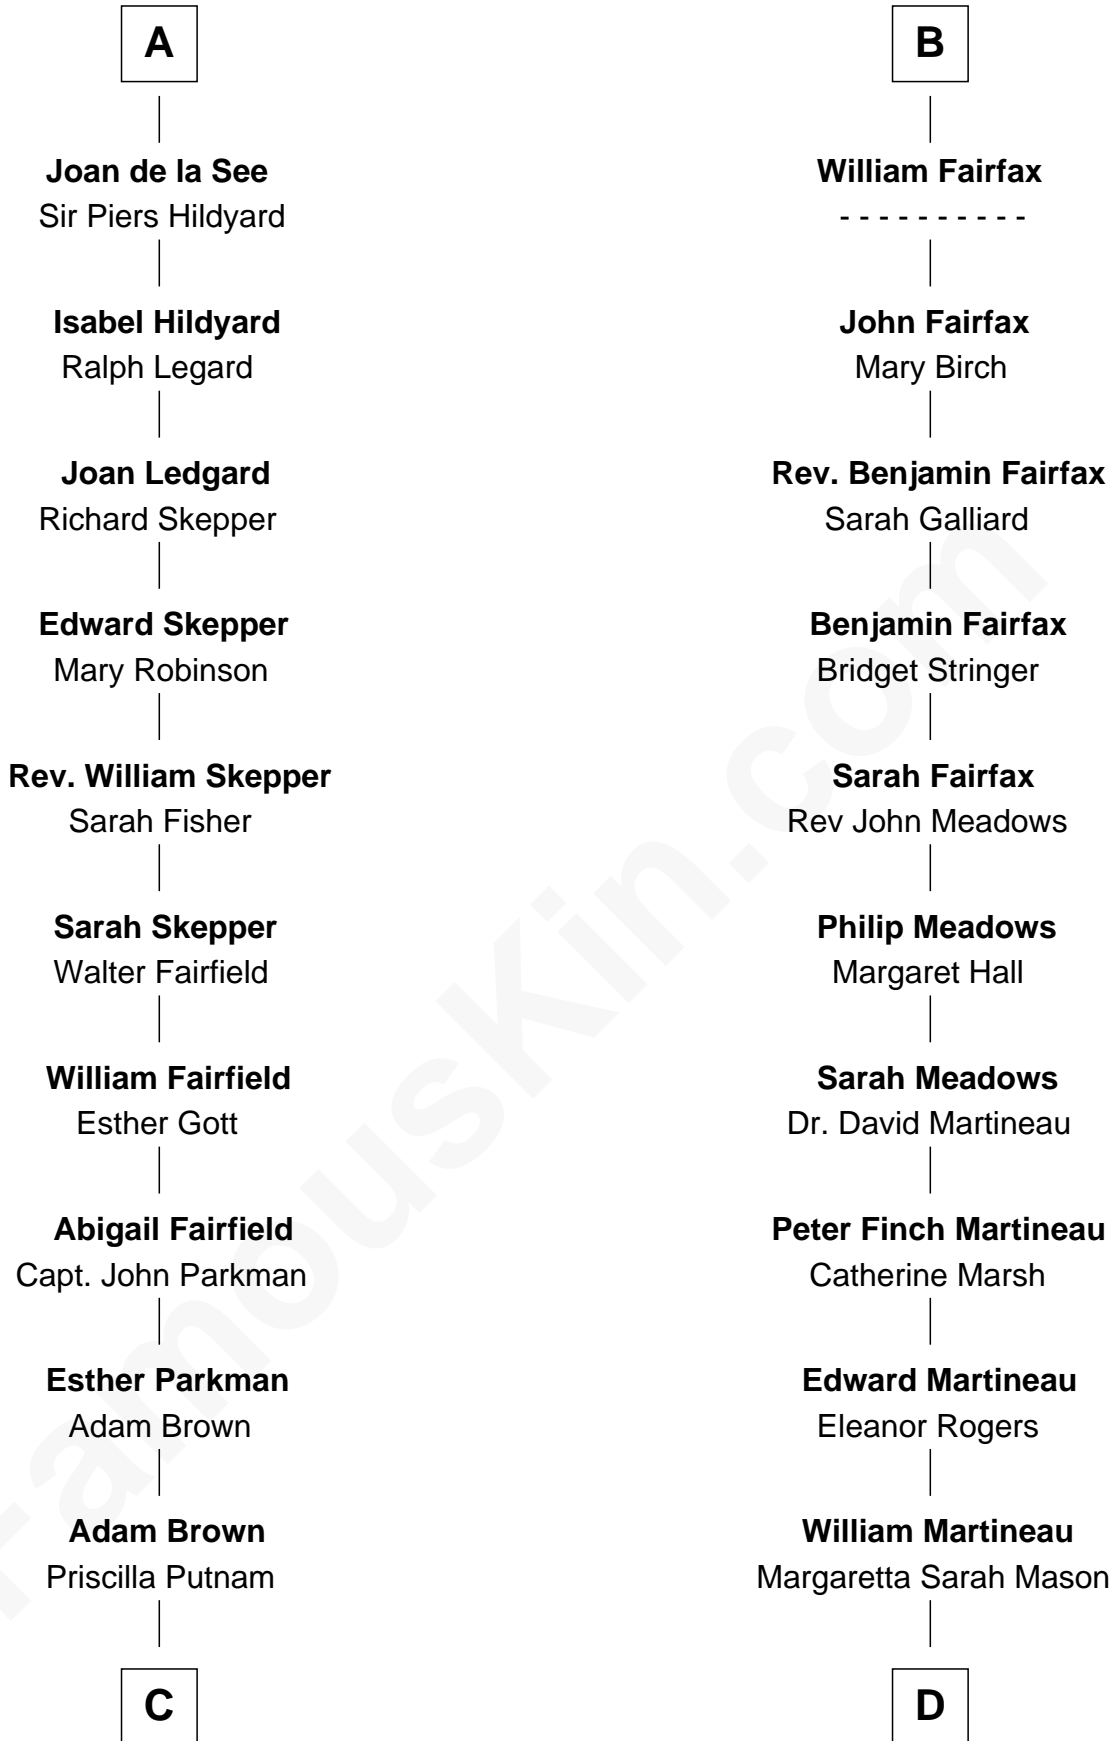 A
Joan de la See
Sir Piers Hildyard
Isabel Hildyard
Ralph Legard
Joan Ledgard
Richard Skepper
Edward Skepper
Mary Robinson
Rev. William Skepper
Sarah Fisher
Sarah Skepper
Walter Fairfield
William Fairfield
Esther Gott
Abigail Fairfield
Capt. John Parkman
Esther Parkman
Adam Brown
Adam Brown
Priscilla Putnam
C
B
William Fairfax
- - - - - - - - - -
John Fairfax
Mary Birch
Rev. Benjamin Fairfax
Sarah Galliard
Benjamin Fairfax
Bridget Stringer
Sarah Fairfax
Rev John Meadows
Philip Meadows
Margaret Hall
Sarah Meadows
Dr. David Martineau
Peter Finch Martineau
Catherine Marsh
Edward Martineau
Eleanor Rogers
William Martineau
Margaretta Sarah Mason
D
FamousKin.com